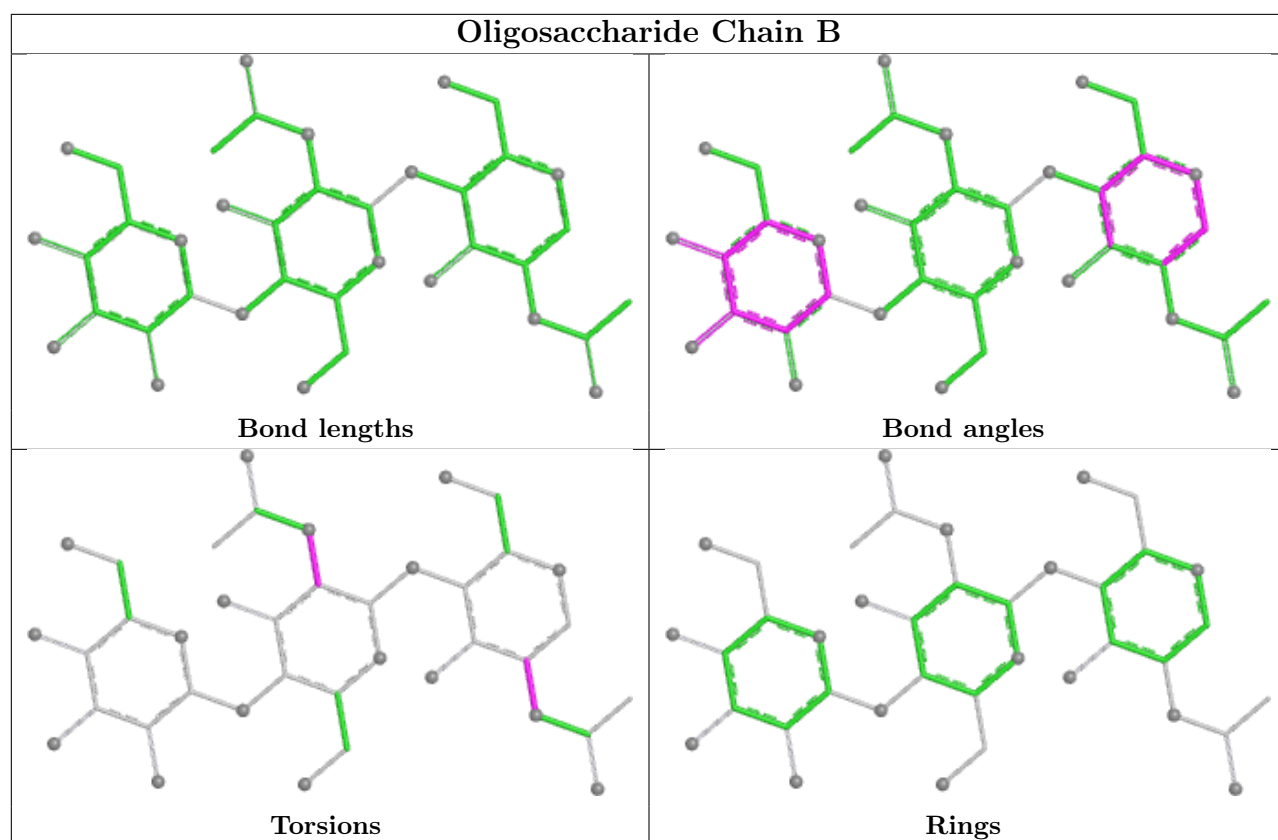 Oligosaccharide Chain B
Bond lengths
Bond angles
Torsions
Rings